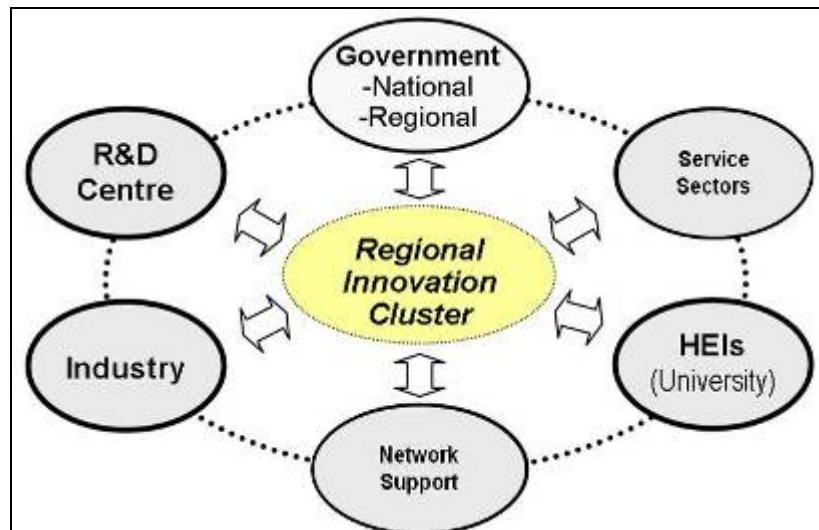 Government
-National
-Regional
R&D
Centre
Service
Sectors
Regional
Innovation
Cluster
Industry
HEIs
(University)
Network
Support